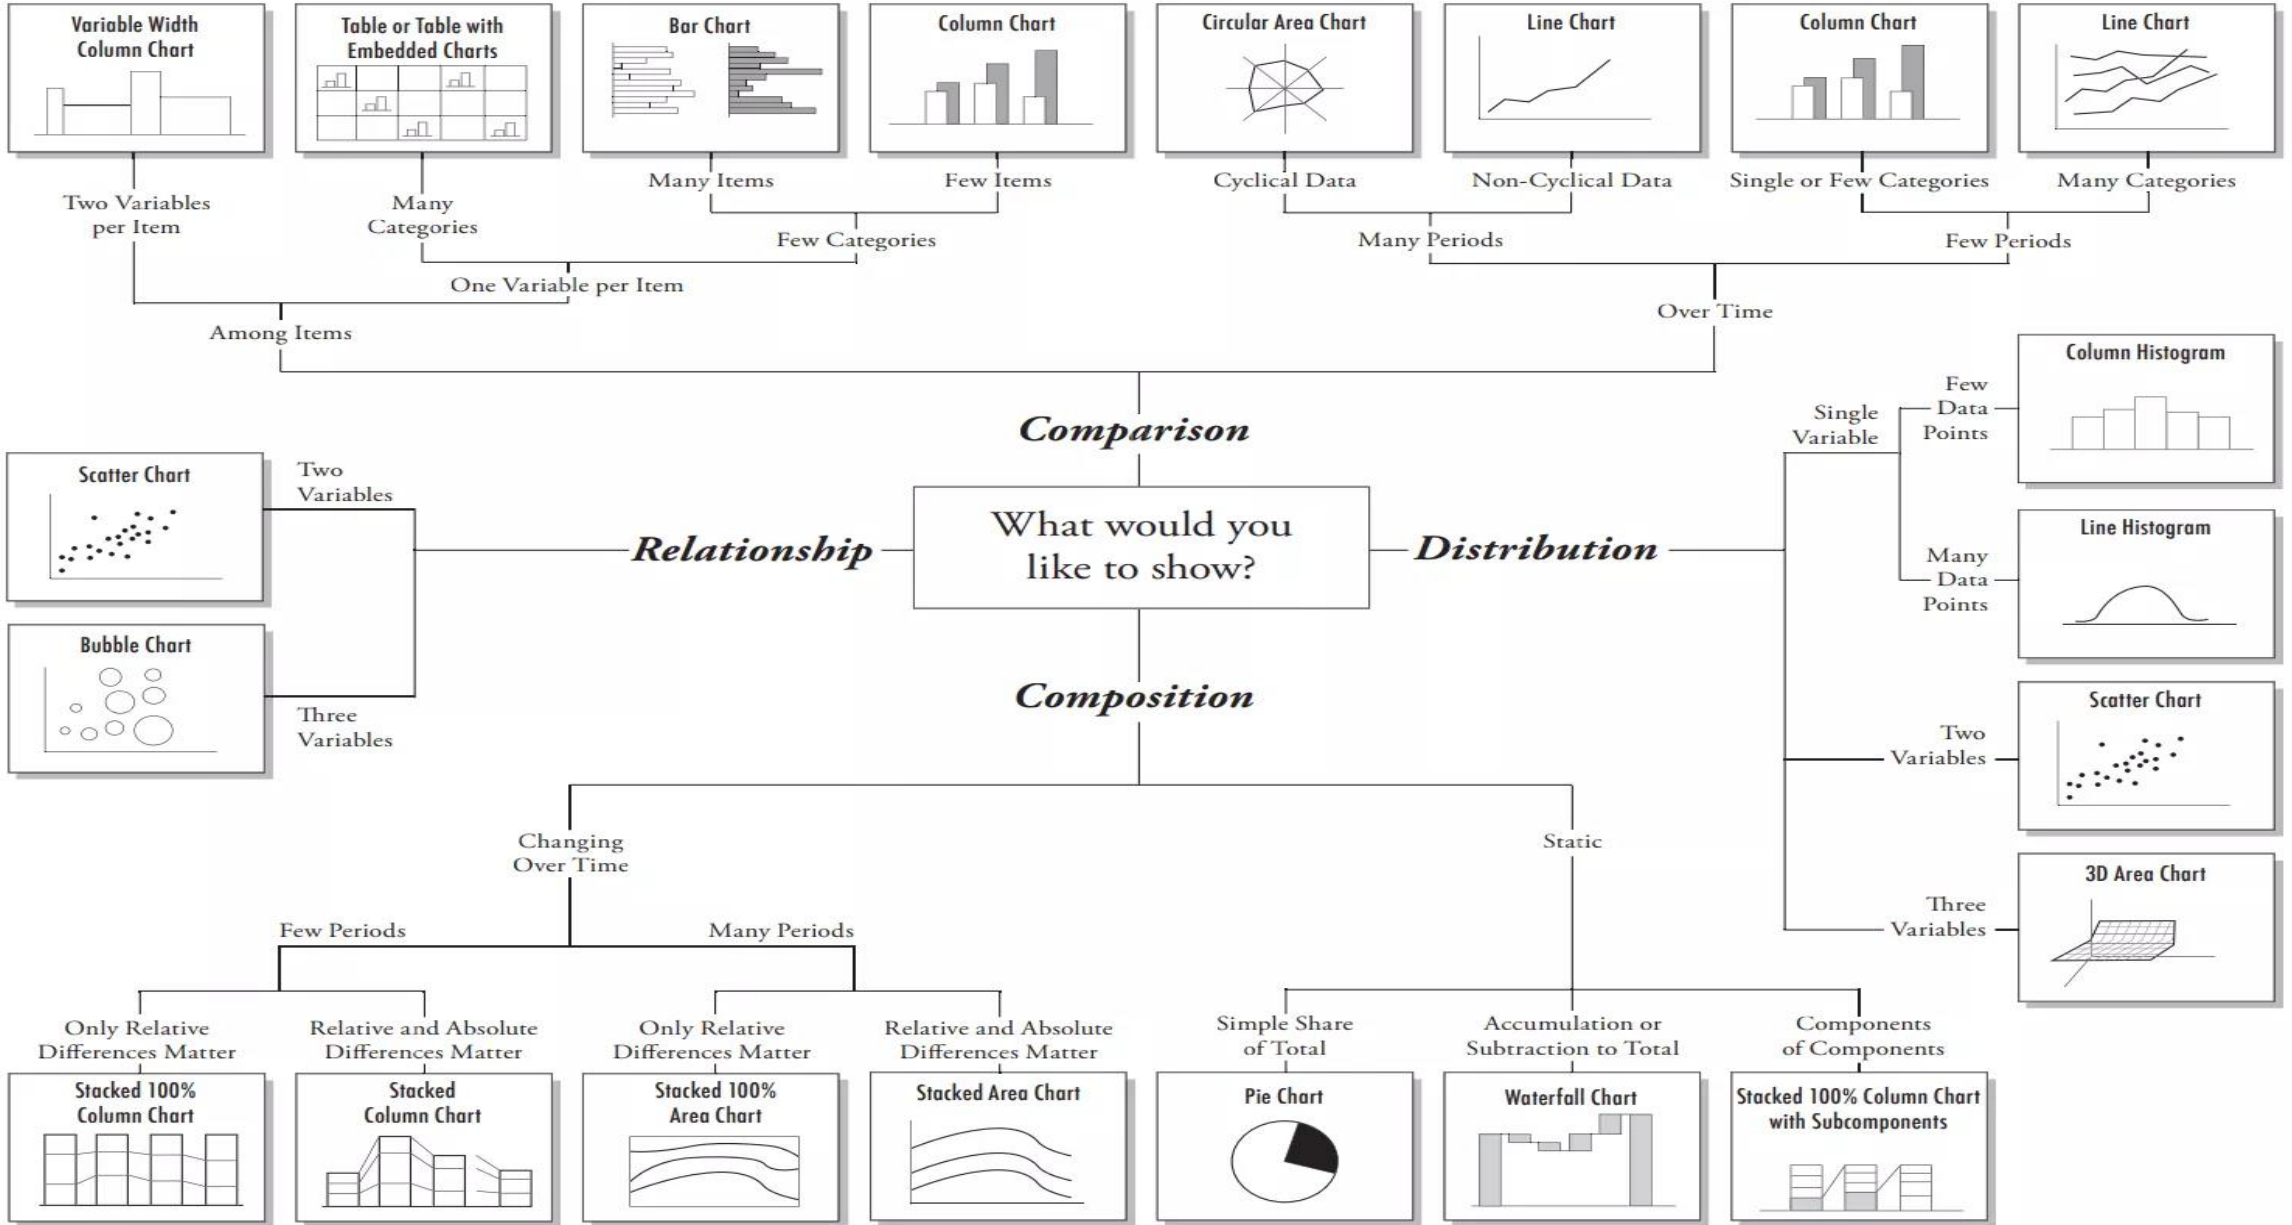 Variable Width
Column Chart
Table or Table with
Embedded Charts
Bar Chart
Column Chart
Circular Area Chart
Line Chart
Column Chart
Line Chart
Two Variables
per Item
Many
Categories
Many Items
Few Items
Cyclical Data
Non-Cyclical Data
Single or Few Categories
Many Categories
Few Categories
Many Periods
Few Periods
One Variable per Item
Among Items
Over Time
Comparison
Scatter Chart
Two
Variables
Relationship
What would you
like to show?
Distribution
Single
Variable
Few
Data
Points
Column Histogram
Many
Data
Points
Line Histogram
Bubble Chart
Three
Variables
Composition
Two
Variables
Scatter Chart
Three
Variables
3D Area Chart
Changing
Over Time
Static
Few Periods
Many Periods
Only Relative
Differences Matter
Relative and Absolute
Differences Matter
Only Relative
Differences Matter
Relative and Absolute
Differences Matter
Simple Share
of Total
Accumulation or
Subtraction to Total
Components
of Components
Stacked 100%
Column Chart
Stacked
Column Chart
Stacked 100%
Area Chart
Stacked Area Chart
Pie Chart
Waterfall Chart
Stacked 100% Column Chart
with Subcomponents